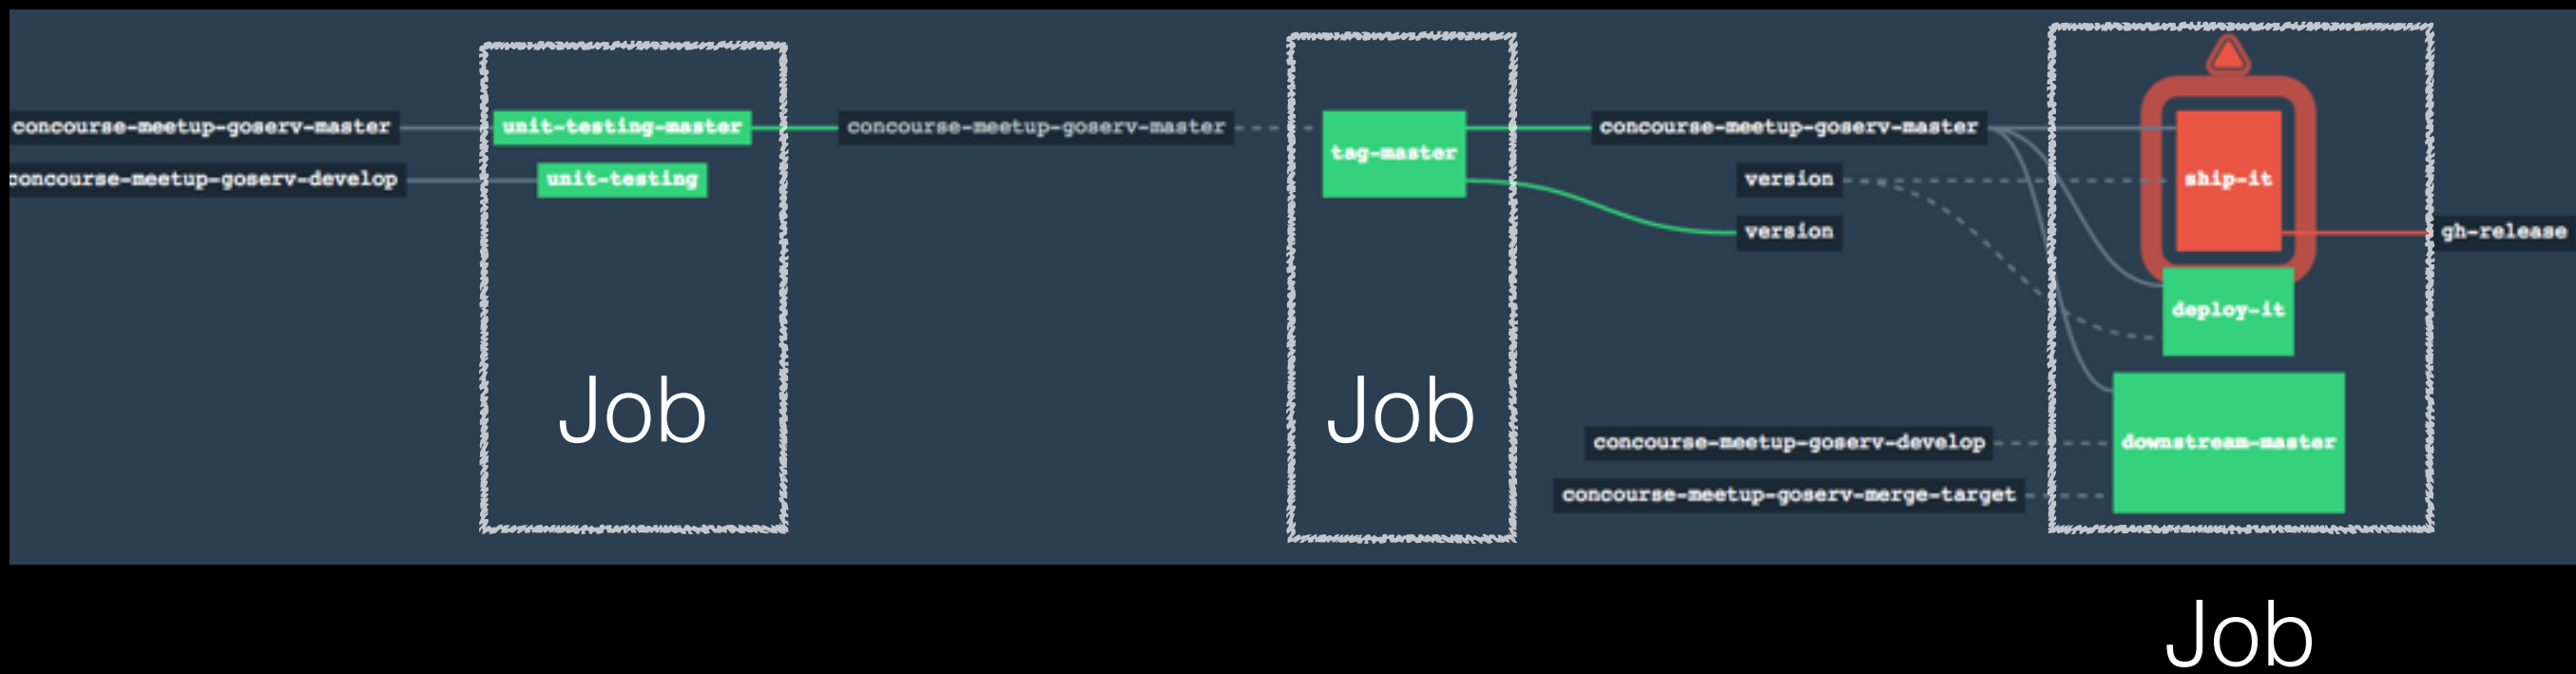 concourse-meetup-goserv-master
unit-testing-master
concourse-meetup-goserv-master
tag-master
concourse-meetup-goserv-master
ship-it
concourse-meetup-goserv-develop
unit-testing
version
version
gh-release
deploy-it
concourse-meetup-goserv-develop
downstream-master
concourse-meetup-goserv-merge-target
Job
Job
Job